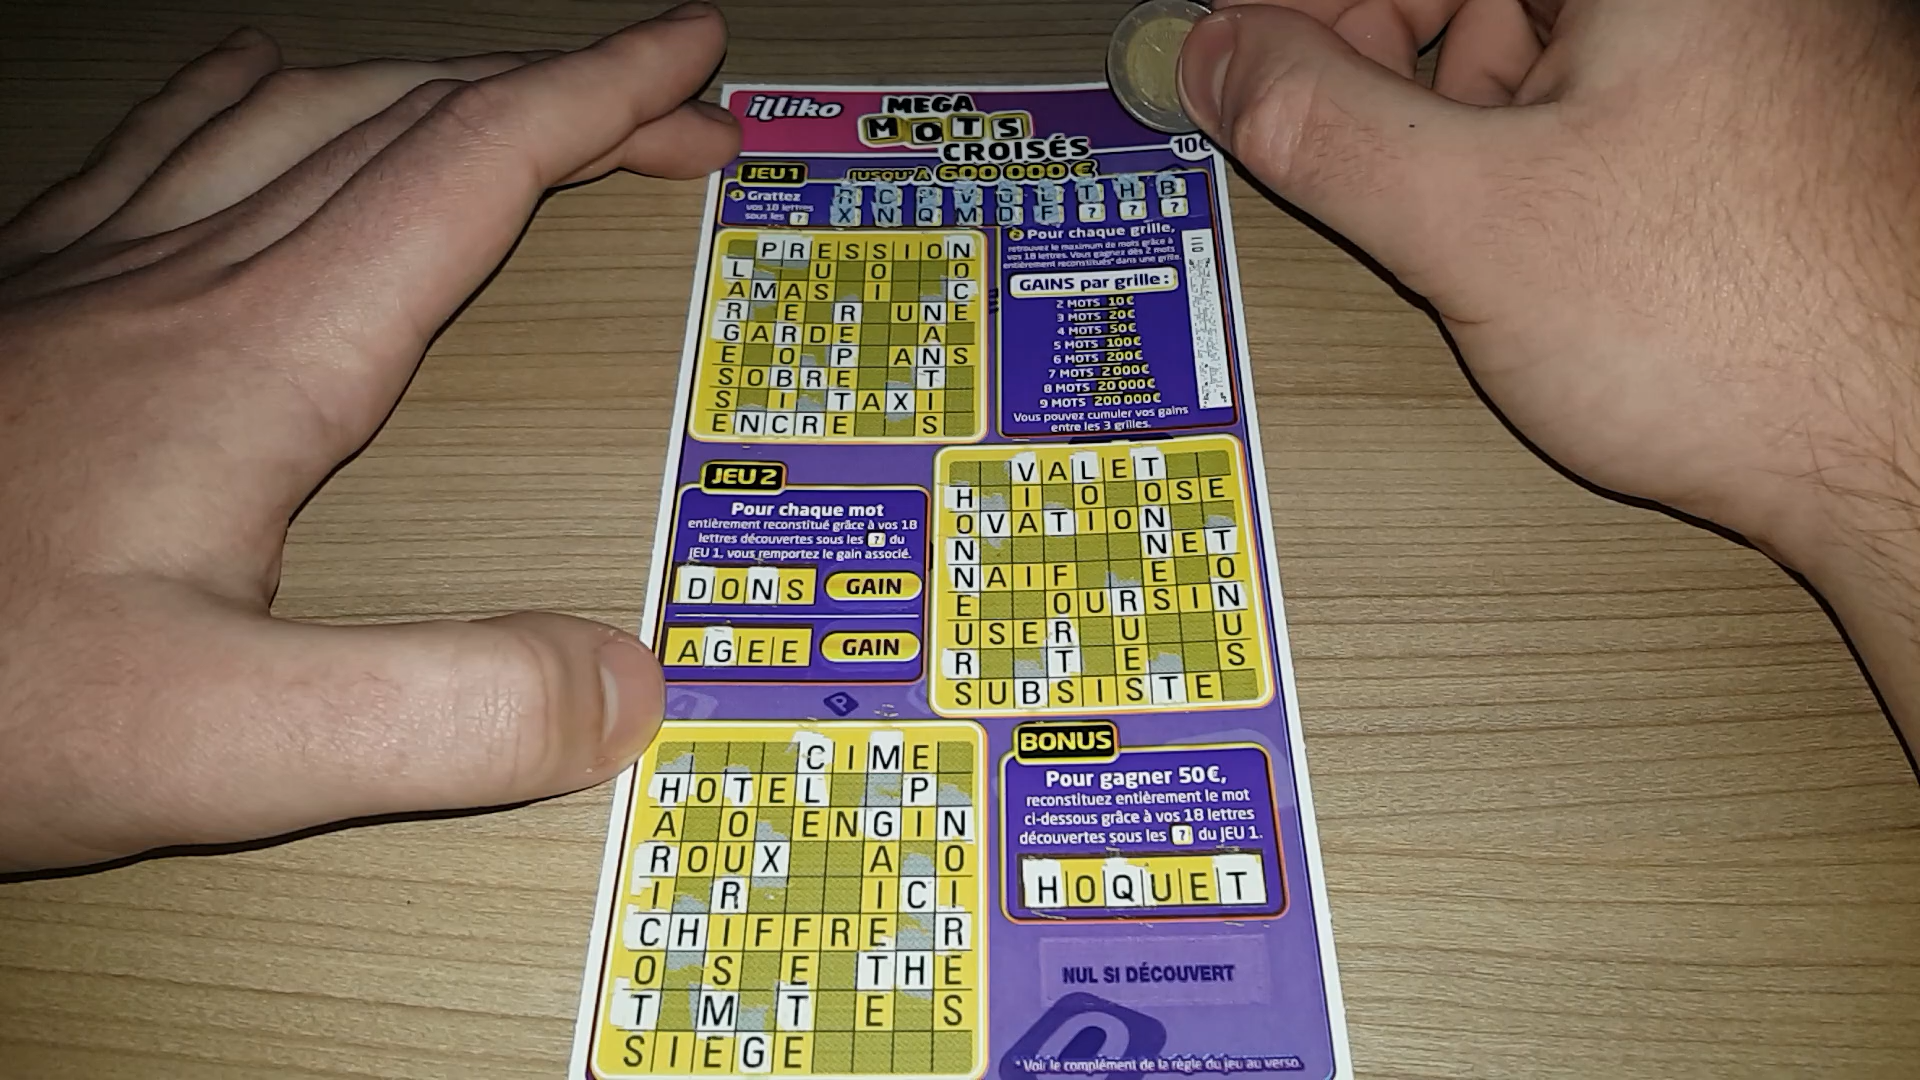 illiko
MEGA
MOTS
CROISÉS
10€
JEU 1
JUSQU'À 600 000 €
1 Grattez
vos 18 lettres
sous les ?
R C P V G L T H B
X N Q M D F ? ? ?
PRESSION
L U O O
AMAS I C
R E R UNE
GARDE A
E O P ANS
SOBRE T
S I TAXI
ENCRE S
2 Pour chaque grille,
retrouvez le maximum de mots grâce à
vos 18 lettres. Vous gagnez dès 2 mots
entièrement reconstitués* dans une grille.
GAINS par grille :
2 MOTS 10€
3 MOTS 20€
4 MOTS 50€
5 MOTS 100€
6 MOTS 200€
7 MOTS 2 000€
8 MOTS 20 000€
9 MOTS 200 000€
Vous pouvez cumuler vos gains
entre les 3 grilles.
JEU 2
Pour chaque mot
entièrement reconstitué grâce à vos 18
lettres découvertes sous les ? du
JEU 1, vous remportez le gain associé.
DONS GAIN
AGEE GAIN
VALET
H I O OSE
OVATION
N NET
NAIF E O
E OURSIN
USER U U
R T E S
SUBSISTE
CIME
HOTEL P
A O ENGIN
ROUX A O
I R ICI
CHIFFRE R
O S E THE
T M T E S
SIEGE
BONUS
Pour gagner 50€,
reconstituez entièrement le mot
ci-dessous grâce à vos 18 lettres
découvertes sous les ? du JEU 1.
HOQUET
NUL SI DÉCOUVERT
* Voir le complément de la règle du jeu au verso.